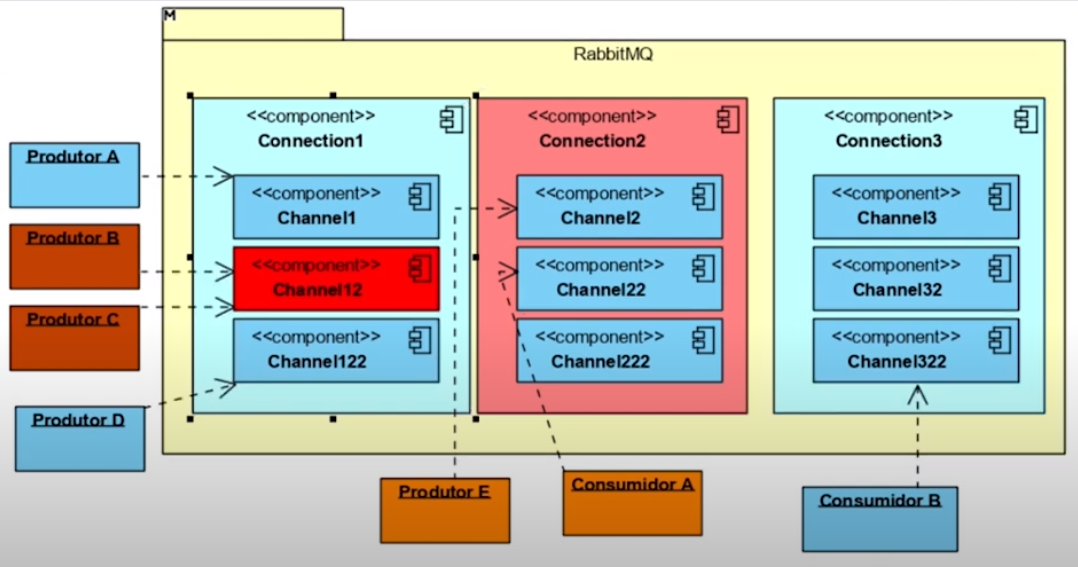 M
RabbitMQ
<<component>>
Connection1
<<component>>
Channel1
<<component>>
Channel12
<<component>>
Channel122
<<component>>
Connection2
<<component>>
Channel2
<<component>>
Channel22
<<component>>
Channel222
<<component>>
Connection3
<<component>>
Channel3
<<component>>
Channel32
<<component>>
Channel322
Produtor A
Produtor B
Produtor C
Produtor D
Produtor E
Consumidor A
Consumidor B